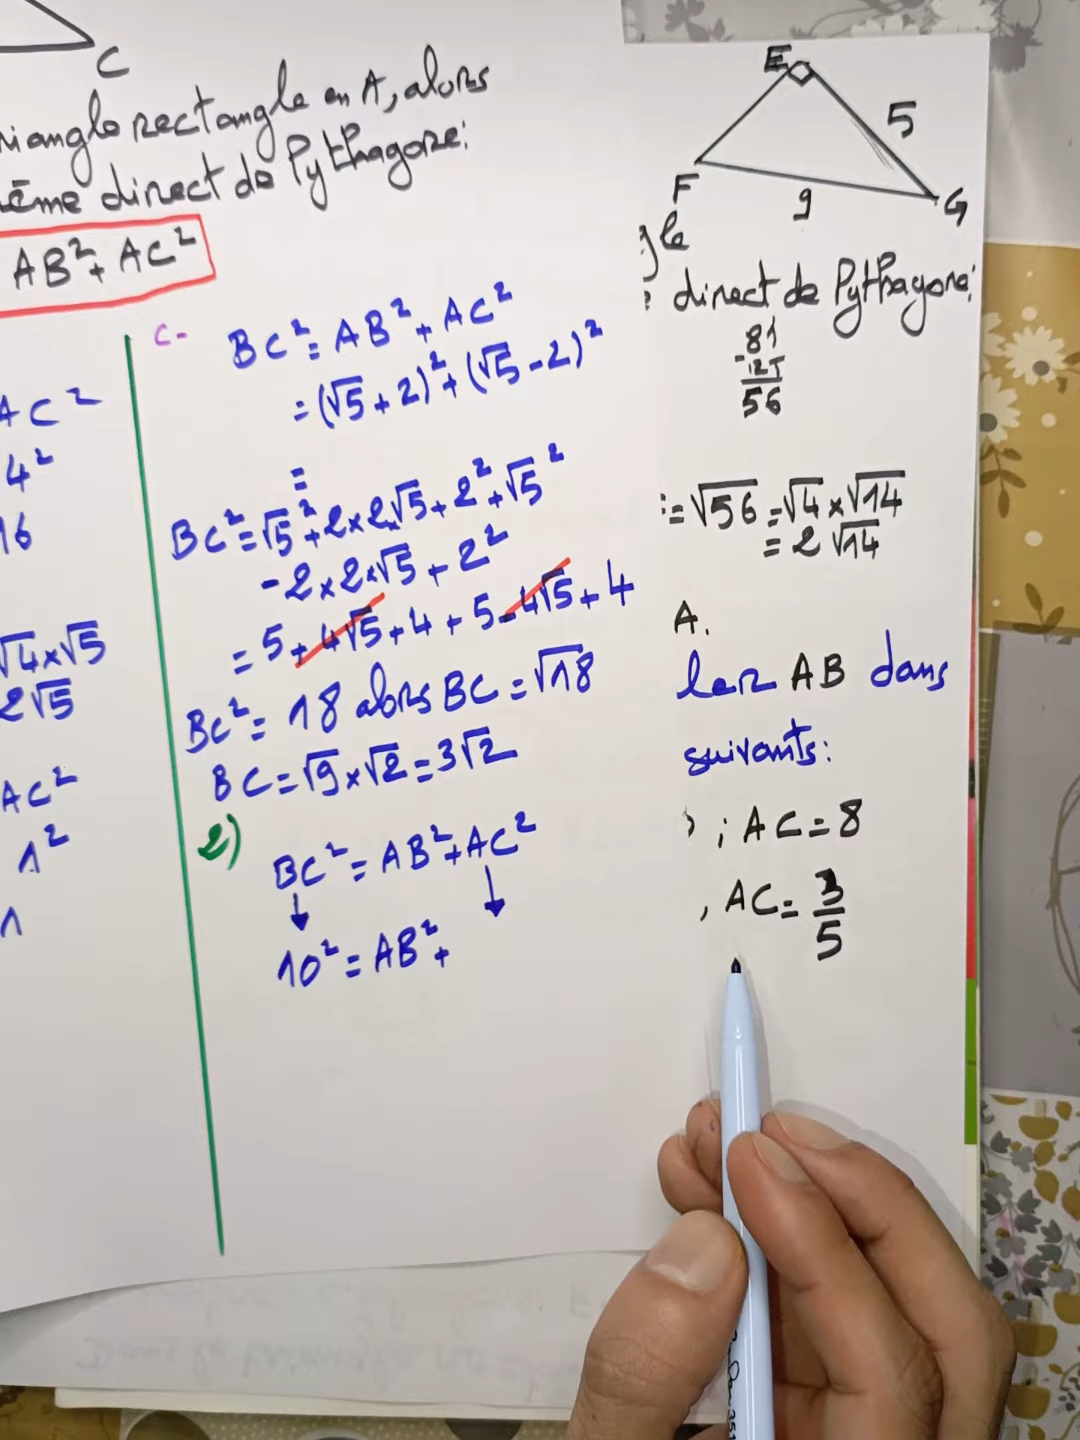 C
triangle rectangle en A, alors
direct de Pythagore:
AB²+ AC²
AC²
4²
16
√4×√5
2√5
AC²
1²
1
c-
BC²= AB²+ AC²
= (√5+2)²+(√5-2)²
=
BC²=√5²+2×2×√5+2²+√5²
-2×2×√5+2²
= 5+4√5+4+5-4√5+4
BC²= 18 alors BC=√18
BC=√9×√2=3√2
2)
BC²= AB²+AC²
10²= AB²+
E
5
F
9
G
gle
direct de Pythagore:
81
-25
56
=√56=√4×√14
= 2√14
A.
ler AB dans
suivants:
; AC=8
, AC= 3/5